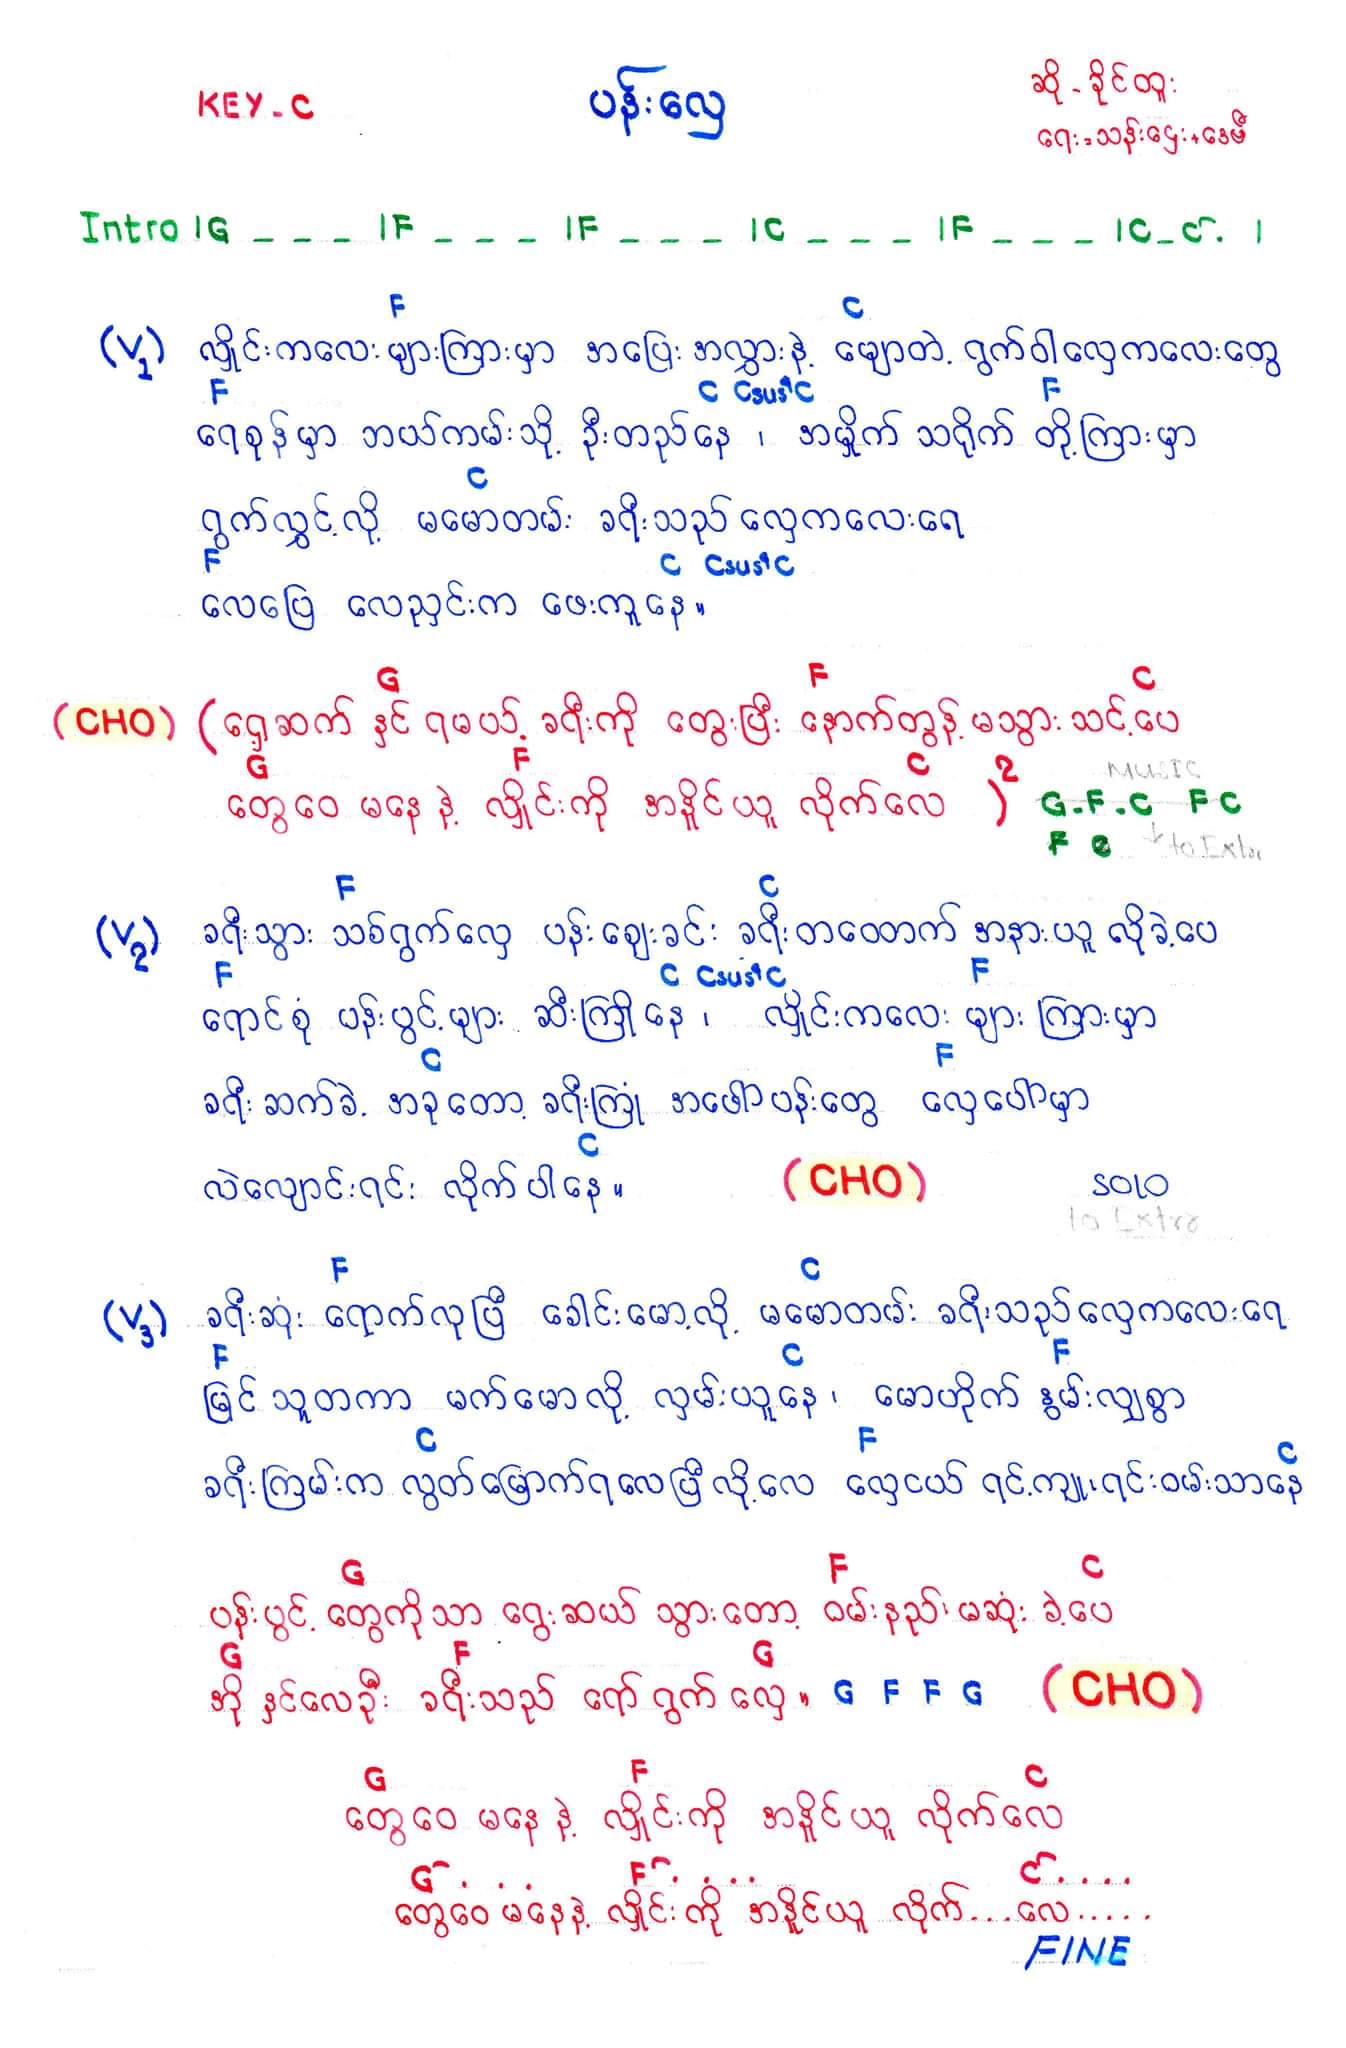 KEY - C
ပန်းလှေ
ဆို - ခိုင်ထူး
ရေး = သန်းဌေး + ဒေဗီ
Intro |G _ _ _ |F _ _ _ |F _ _ _ |C _ _ _ |F _ _ _ |C _ C . |
F C
(V1) လှိုင်းကလေး များကြားမှာ အပြေး အလွှားနဲ့ မျောတဲ့ ရွက်ဝါလှေကလေးတွေ
F C Csus4 C F
ရေစုန်မှာ ဘယ်ကမ်းသို့ ဦးတည်နေ ၊ အမှိုက် သရိုက် တို့ကြားမှာ
C
ရွက်လွှင့်လို့ မမောတမ်း ခရီးသည် လှေကလေးရေ
F C Csus4 C
လေပြေ လေညှင်းက ဖေးကူနေ ။
G F C
(CHO) (ရှေ့ဆက် နှင် ရမယ့် ခရီးကို တွေးပြီး နောက်တွန့် မသွား သင့်ပေ
G F C
တွေဝေ မနေ နဲ့ လှိုင်းကို အနိူင်ယူ လိုက်လေ )2
MUSIC
G - F - C F C
F C to Extra
F C
(V2) ခရီးသွား သစ်ရွက်လှေ ပန်းဈေးခင်း ခရီးတထောက် အနားယူ လိုခဲ့ပေ
F C Csus4 C F
ရောင်စုံ ပန်းပွင့်များ ဆီးကြိုနေ ၊ လှိုင်းကလေး များ ကြားမှာ
C F
ခရီး ဆက်ခဲ့ အခုတော့ ခရီးကြုံ အဖေါ်ပန်းတွေ လှေပေါ်မှာ
C
လဲလျောင်းရင်း လိုက်ပါနေ ။ (CHO) SOLO
to Extra
F C
(V3) ခရီးဆုံး ရောက်လုပြီ ခေါင်းမော့လို့ မမောတမ်း ခရီးသည်လှေကလေးရေ
F C F
မြင် သူတကာ မက်မောလို့ လှမ်းယူနေ ၊ မောဟိုက် နွမ်းလျှစွာ
C F C
ခရီးကြမ်းက လွတ်မြောက်ရလေပြီလို့လေ လှေငယ် ရင့်ကျူးရင်းဝမ်းသာနေ
G F C
ပန်းပွင့် တွေကိုသာ ရွေးဆယ် သွားတော့ ဝမ်းနည်းမဆုံး ခဲ့ပေ
G F G
အို နှင်လေဦး ခရီးသည် ရော် ရွက် လှေ ။ G F F G (CHO)
G F C
တွေဝေ မနေ နဲ့ လှိုင်းကို အနိူင်ယူ လိုက်လေ
G . . . F . . . . C . . . .
တွေဝေ မနေနဲ့ လှိုင်းကို အနိူင်ယူ လိုက်...လေ.....
FINE